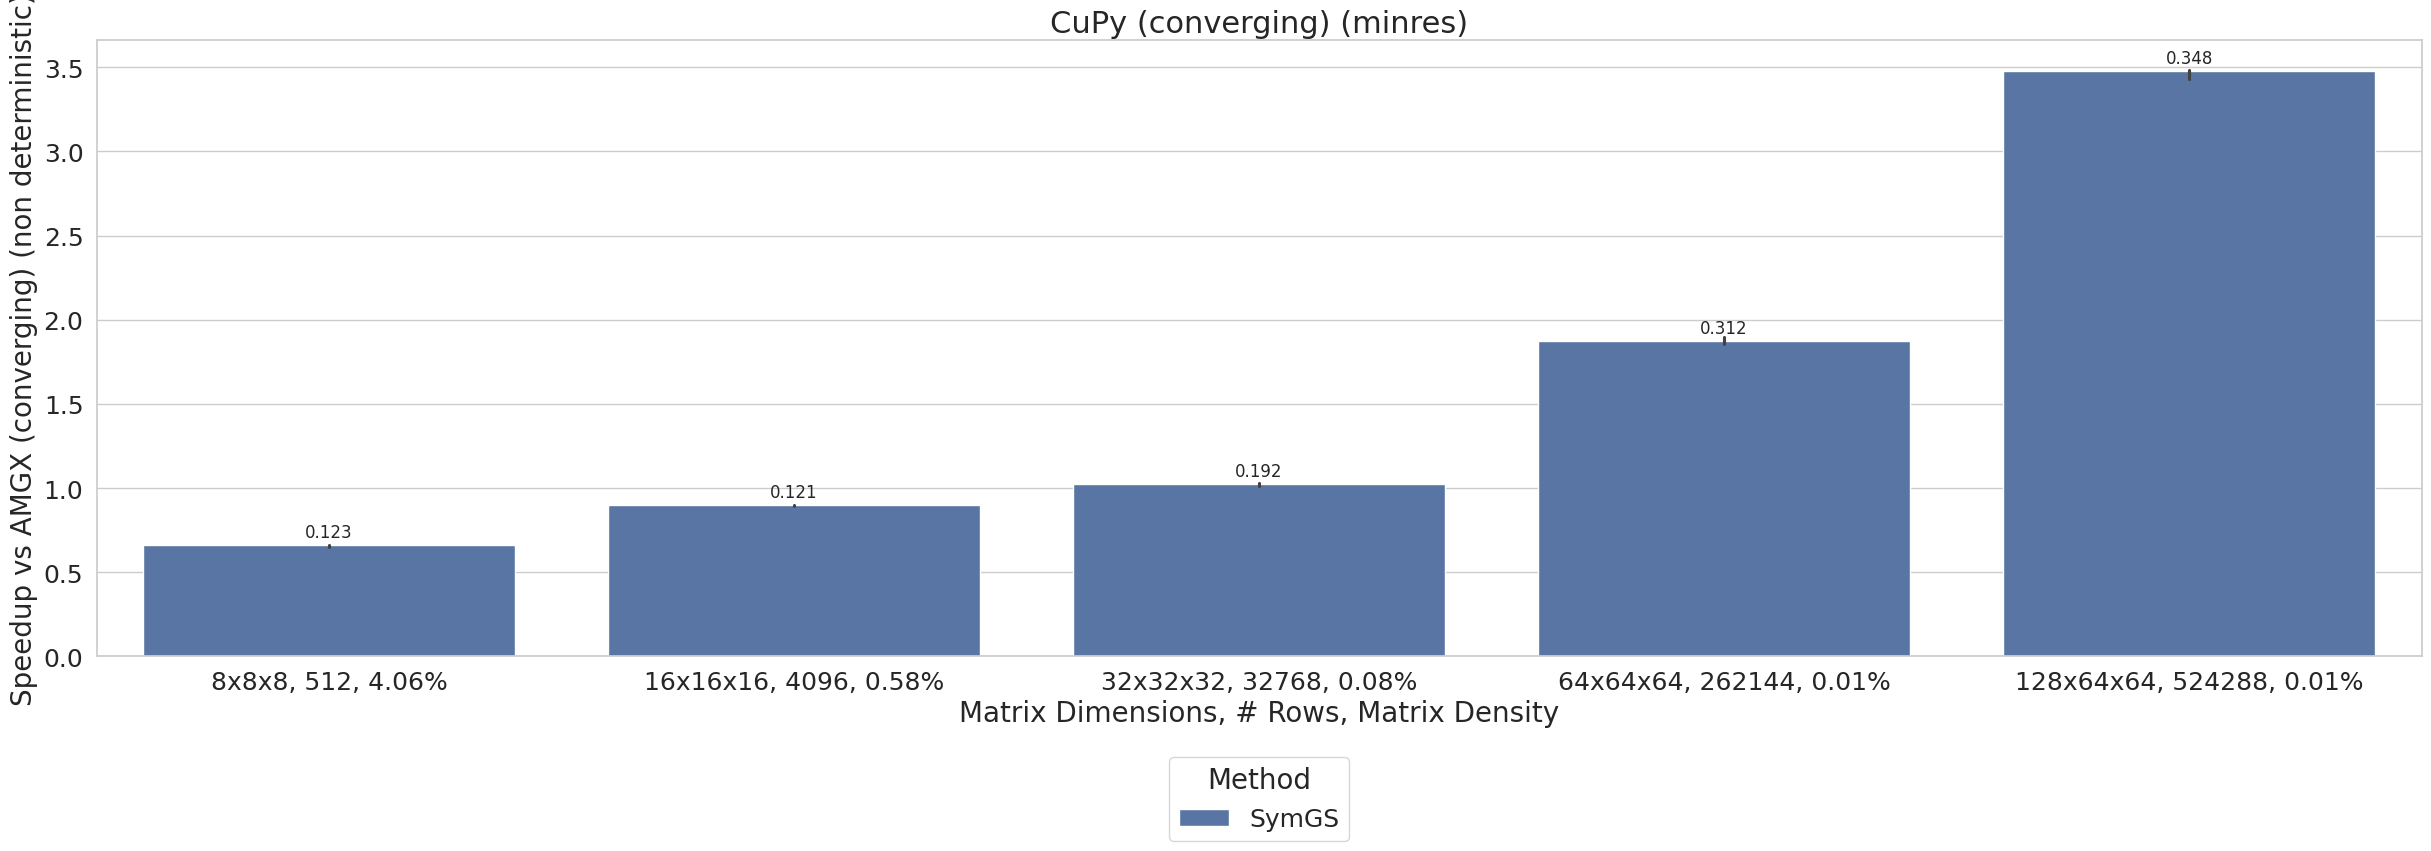 CuPy (converging) (minres)
Speedup vs AMGX (converging) (non deterministic)
3.5
3.0
2.5
2.0
1.5
1.0
0.5
0.0
0.123
0.121
0.192
0.312
0.348
8x8x8, 512, 4.06%
16x16x16, 4096, 0.58%
32x32x32, 32768, 0.08%
64x64x64, 262144, 0.01%
128x64x64, 524288, 0.01%
Matrix Dimensions, # Rows, Matrix Density
Method
SymGS